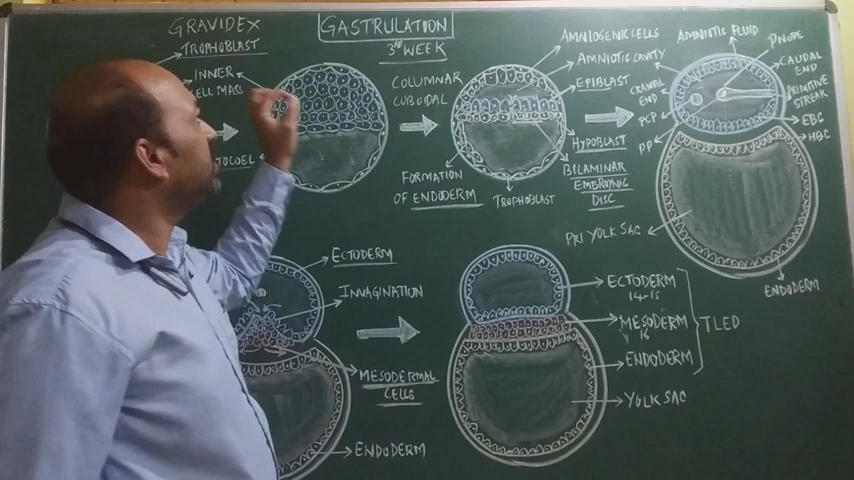 GRAVIDEX
GASTRULATION
3RD WEEK
TROPHOBLAST
INNER
CELL MASS
COLUMNAR
CUBOIDAL
FORMATION
OF ENDODERM
AMNIOGENIC CELLS
AMNIOTIC CAVITY
EPIBLAST
HYPOBLAST
BILAMINAR
EMBRYONIC
DISC
TROPHOBLAST
AMNIOTIC FLUID
PNODE
CAUDAL
END
PRIMITIVE
STREAK
CRANIAL
END
PCP
PP
EBC
HBC
PRI YOLK SAC
ENDODERM
ECTODERM
INVAGINATION
MESODERMAL
CELLS
ENDODERM
ECTODERM
14-15
MESODERM
16
ENDODERM
TLED
YOLK SAC